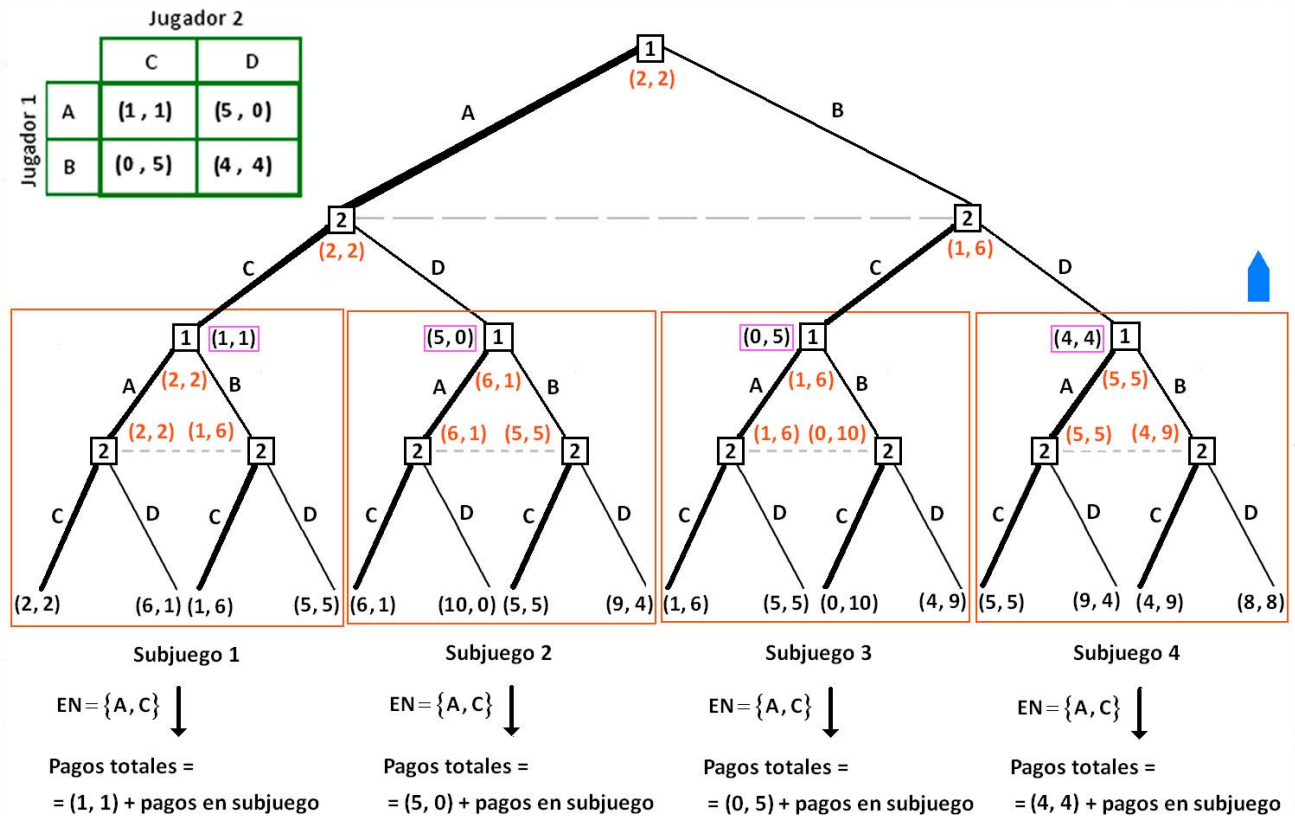 Jugador 2
C D
Jugador 1
A (1, 1) (5, 0)
B (0, 5) (4, 4)
1
(2, 2)
A B
2 2
(2, 2) (1, 6)
C D C D
1 (1, 1) (5, 0) 1 (0, 5) 1 (4, 4) 1
(2, 2) (6, 1) (1, 6) (5, 5)
A B A B A B A B
(2, 2) (1, 6) (6, 1) (5, 5) (1, 6) (0, 10) (5, 5) (4, 9)
2 2 2 2 2 2 2 2
C D C D C D C D C D C D C D C D
(2, 2) (6, 1) (1, 6) (5, 5) (6, 1) (10, 0) (5, 5) (9, 4) (1, 6) (5, 5) (0, 10) (4, 9) (5, 5) (9, 4) (4, 9) (8, 8)
Subjuego 1 Subjuego 2 Subjuego 3 Subjuego 4
EN={A, C} EN={A, C} EN={A, C} EN={A, C}
Pagos totales = Pagos totales = Pagos totales = Pagos totales =
= (1, 1) + pagos en subjuego = (5, 0) + pagos en subjuego = (0, 5) + pagos en subjuego = (4, 4) + pagos en subjuego